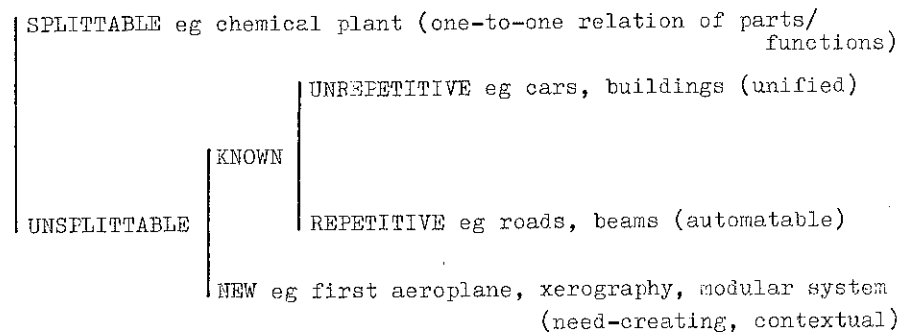 SPLITTABLE eg chemical plant (one-to-one relation of parts/
functions)
UNREPETITIVE eg cars, buildings (unified)
KNOWN
UNSPLITTABLE
REPETITIVE eg roads, beams (automatable)
NEW eg first aeroplane, xerography, modular system
(need-creating, contextual)